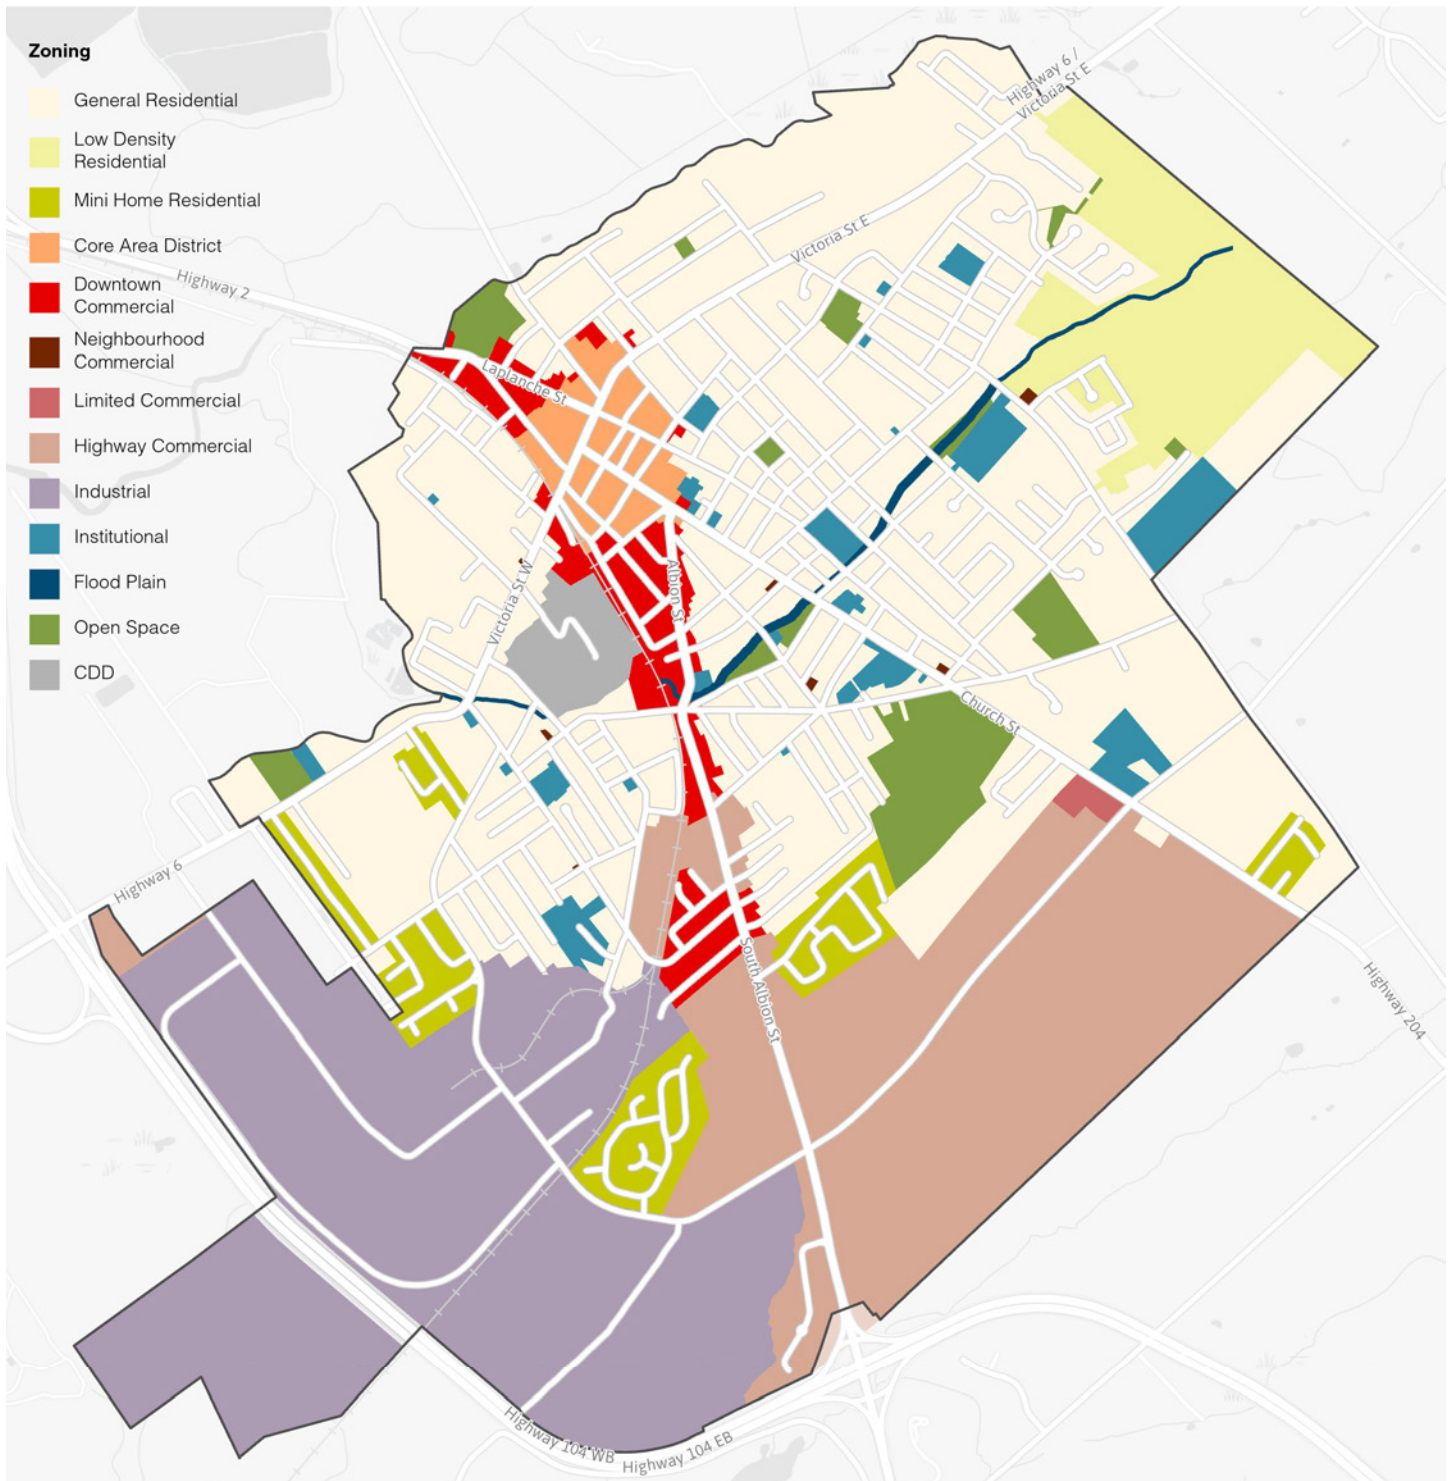 Zoning
General Residential
Low Density
Residential
Mini Home Residential
Core Area District
Downtown
Commercial
Neighbourhood
Commercial
Limited Commercial
Highway Commercial
Industrial
Institutional
Flood Plain
Open Space
CDD
Highway 6 /
Victoria St E
Victoria St E
Highway 2
Laplanche St
Albion St
Victoria St W
Church St
Highway 6
South Albion St
Highway 204
Highway 104 WB
Highway 104 EB